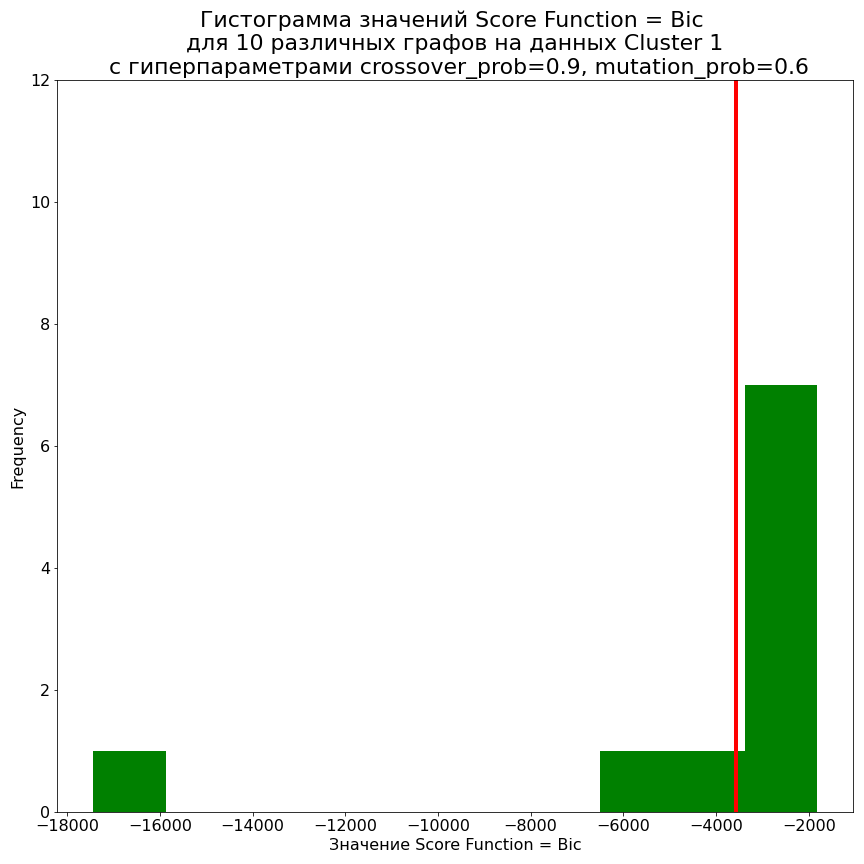 Гистограмма значений Score Function = Bic
для 10 различных графов на данных Cluster 1
с гиперпараметрами crossover_prob=0.9, mutation_prob=0.6
12
10
8
6
4
2
0
Frequency
−18000 −16000 −14000 −12000 −10000 −8000 −6000 −4000 −2000
Значение Score Function = Bic